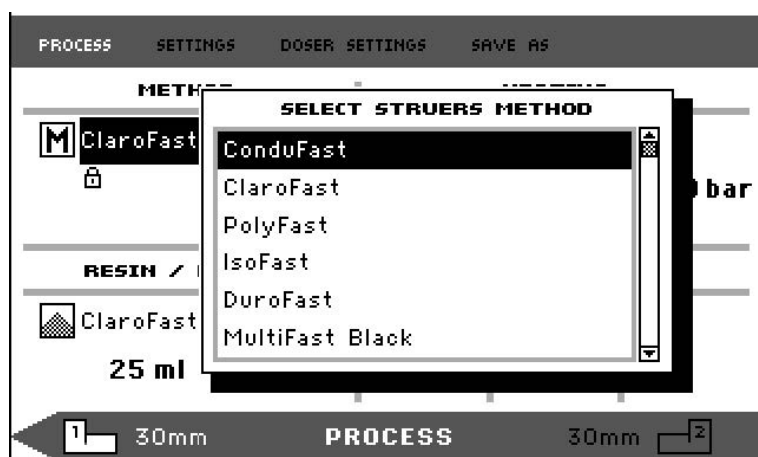 PROCESS SETTINGS DOSER SETTINGS SAVE AS
SELECT STRUERS METHOD
M ClaroFast
ConduFast
ClaroFast
PolyFast
IsoFast
DuroFast
MultiFast Black
bar
RESIN /
ClaroFast
25 ml
1 30mm PROCESS 30mm 2